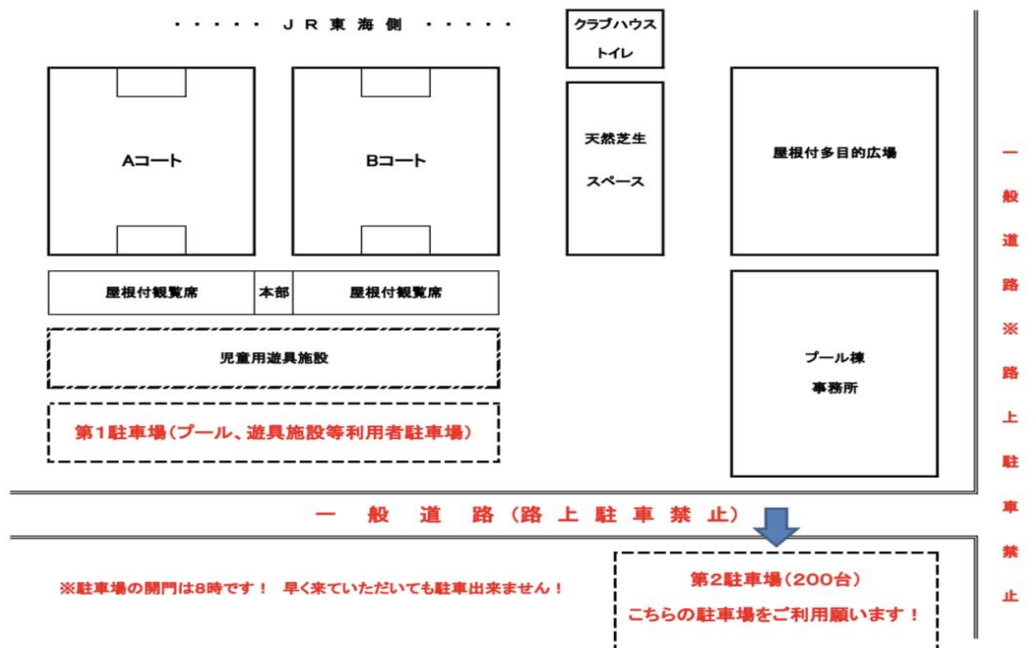 ・・・・・ JR東海側 ・・・・・
クラブハウス
トイレ
Aコート
Bコート
天然芝生
スペース
屋根付多目的広場
屋根付観覧席
本部
屋根付観覧席
児童用遊具施設
プール棟
事務所
第1駐車場(プール、遊具施設等利用者駐車場)
一般道路(路上駐車禁止)
一般道路※路上駐車禁止
※駐車場の開門は8時です! 早く来ていただいても駐車出来ません!
第2駐車場(200台)
こちらの駐車場をご利用願います!